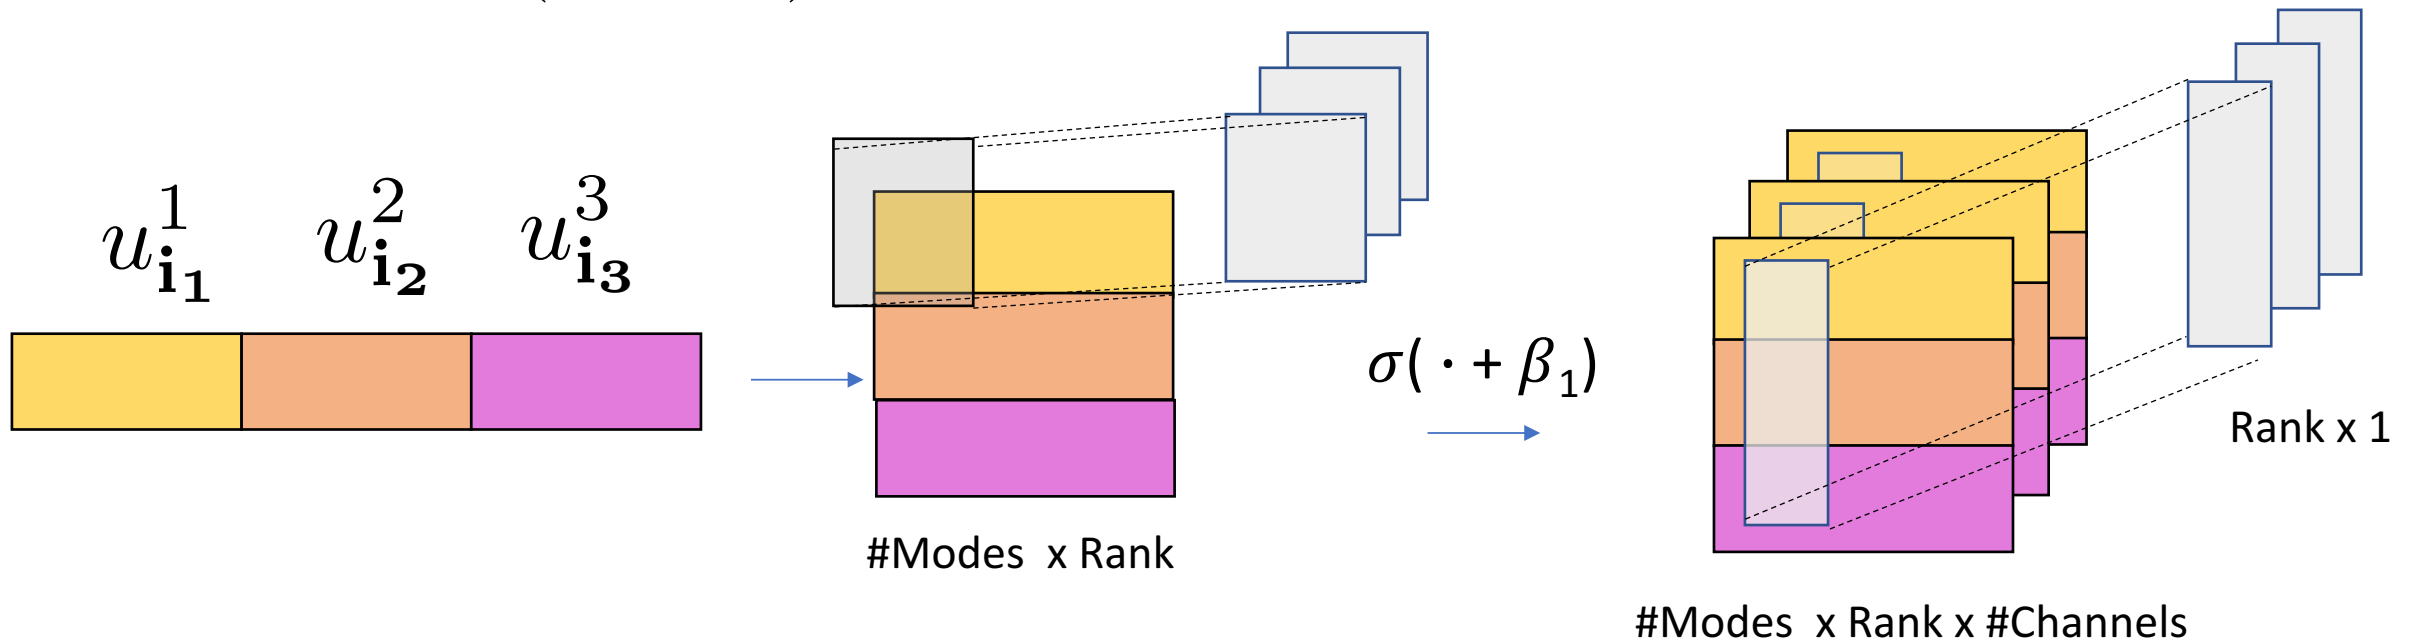 u^1_{i_1} u^2_{i_2} u^3_{i_3}
σ( · + β_1)
Rank x 1
#Modes x Rank
#Modes x Rank x #Channels